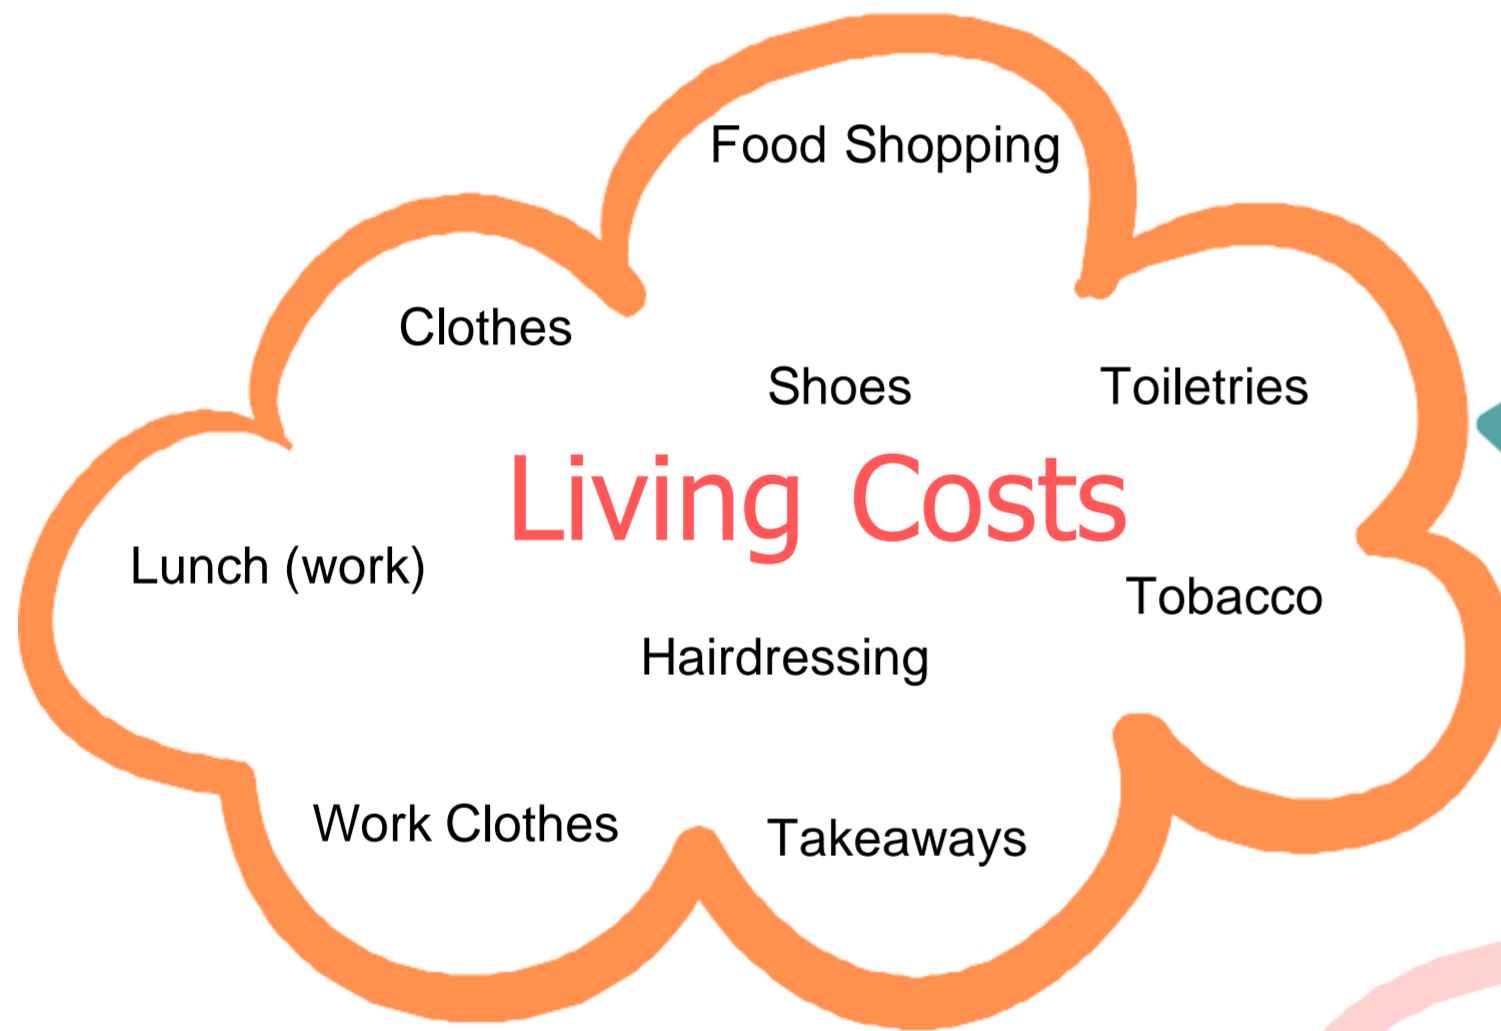 Food Shopping
Clothes
Shoes
Toiletries
Living Costs
Lunch (work)
Tobacco
Hairdressing
Work Clothes
Takeaways